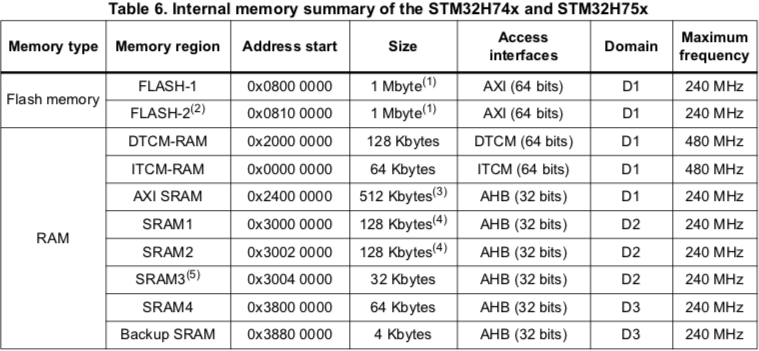 Table 6. Internal memory summary of the STM32H74x and STM32H75x
Memory type Memory region Address start Size Access interfaces Domain Maximum frequency
Flash memory FLASH-1 0x0800 0000 1 Mbyte(1) AXI (64 bits) D1 240 MHz
FLASH-2(2) 0x0810 0000 1 Mbyte(1) AXI (64 bits) D1 240 MHz
RAM DTCM-RAM 0x2000 0000 128 Kbytes DTCM (64 bits) D1 480 MHz
ITCM-RAM 0x0000 0000 64 Kbytes ITCM (64 bits) D1 480 MHz
AXI SRAM 0x2400 0000 512 Kbytes(3) AHB (32 bits) D1 240 MHz
SRAM1 0x3000 0000 128 Kbytes(4) AHB (32 bits) D2 240 MHz
SRAM2 0x3002 0000 128 Kbytes(4) AHB (32 bits) D2 240 MHz
SRAM3(5) 0x3004 0000 32 Kbytes AHB (32 bits) D2 240 MHz
SRAM4 0x3800 0000 64 Kbytes AHB (32 bits) D3 240 MHz
Backup SRAM 0x3880 0000 4 Kbytes AHB (32 bits) D3 240 MHz